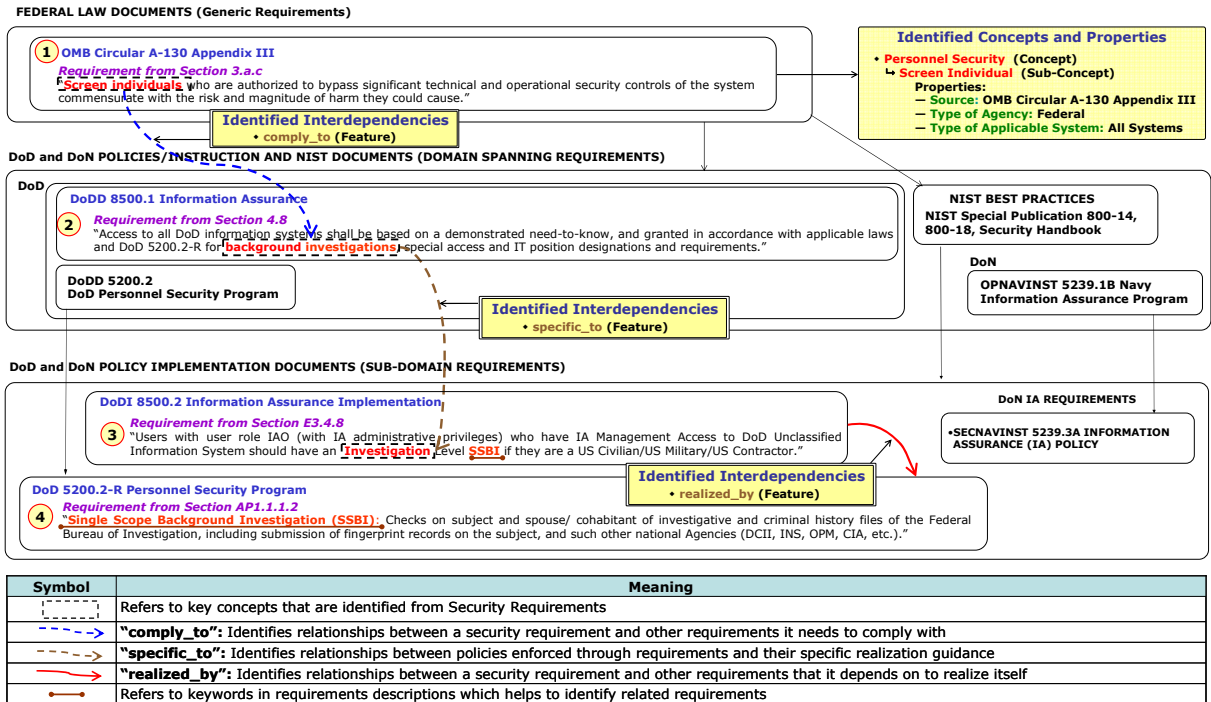 FEDERAL LAW DOCUMENTS (Generic Requirements)
1
OMB Circular A-130 Appendix III
Requirement from Section 3.a.c
“Screen individuals who are authorized to bypass significant technical and operational security controls of the system
commensurate with the risk and magnitude of harm they could cause.”
Identified Concepts and Properties
Personnel Security (Concept)
Screen Individual (Sub-Concept)
Properties:
— Source: OMB Circular A-130 Appendix III
— Type of Agency: Federal
— Type of Applicable System: All Systems
Identified Interdependencies
• comply_to (Feature)
DoD and DoN POLICIES/INSTRUCTION AND NIST DOCUMENTS (DOMAIN SPANNING REQUIREMENTS)
DoD
DoDD 8500.1 Information Assurance
2
Requirement from Section 4.8
“Access to all DoD information systems shall be based on a demonstrated need-to-know, and granted in accordance with applicable laws
and DoD 5200.2-R for background investigations, special access and IT position designations and requirements.”
DoDD 5200.2
DoD Personnel Security Program
NIST BEST PRACTICES
NIST Special Publication 800-14,
800-18, Security Handbook
DoN
OPNAVINST 5239.1B Navy
Information Assurance Program
Identified Interdependencies
• specific_to (Feature)
DoD and DoN POLICY IMPLEMENTATION DOCUMENTS (SUB-DOMAIN REQUIREMENTS)
DoDI 8500.2 Information Assurance Implementation
3
Requirement from Section E3.4.8
“Users with user role IAO (with IA administrative privileges) who have IA Management Access to DoD Unclassified
Information System should have an Investigation Level SSBI if they are a US Civilian/US Military/US Contractor.”
DoN IA REQUIREMENTS
•SECNAVINST 5239.3A INFORMATION
ASSURANCE (IA) POLICY
Identified Interdependencies
• realized_by (Feature)
DoD 5200.2-R Personnel Security Program
4
Requirement from Section AP1.1.1.2
“Single Scope Background Investigation (SSBI): Checks on subject and spouse/ cohabitant of investigative and criminal history files of the Federal
Bureau of Investigation, including submission of fingerprint records on the subject, and such other national Agencies (DCII, INS, OPM, CIA, etc.).”
Symbol Meaning
Refers to key concepts that are identified from Security Requirements
“comply_to”: Identifies relationships between a security requirement and other requirements it needs to comply with
“specific_to”: Identifies relationships between policies enforced through requirements and their specific realization guidance
“realized_by”: Identifies relationships between a security requirement and other requirements that it depends on to realize itself
Refers to keywords in requirements descriptions which helps to identify related requirements